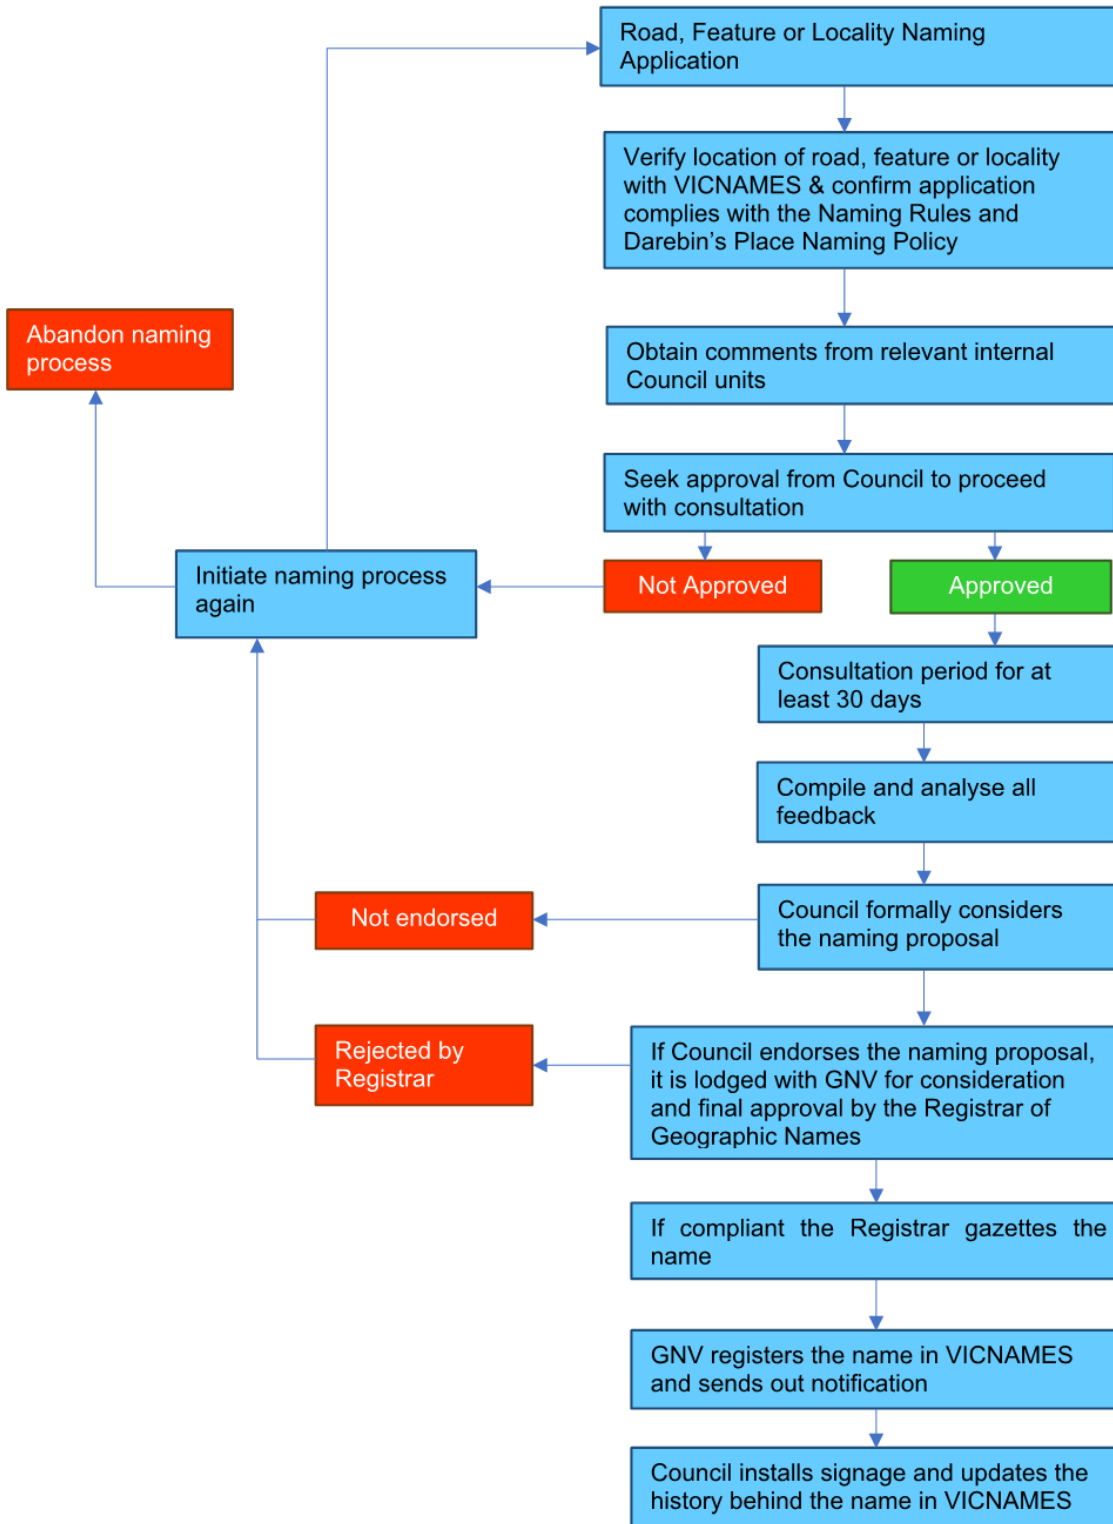 Road, Feature or Locality Naming
Application
Verify location of road, feature or locality
with VICNAMES & confirm application
complies with the Naming Rules and
Darebin’s Place Naming Policy
Abandon naming
process
Obtain comments from relevant internal
Council units
Seek approval from Council to proceed
with consultation
Initiate naming process
again
Not Approved
Approved
Consultation period for at
least 30 days
Compile and analyse all
feedback
Not endorsed
Council formally considers
the naming proposal
Rejected by
Registrar
If Council endorses the naming proposal,
it is lodged with GNV for consideration
and final approval by the Registrar of
Geographic Names
If compliant the Registrar gazettes the
name
GNV registers the name in VICNAMES
and sends out notification
Council installs signage and updates the
history behind the name in VICNAMES